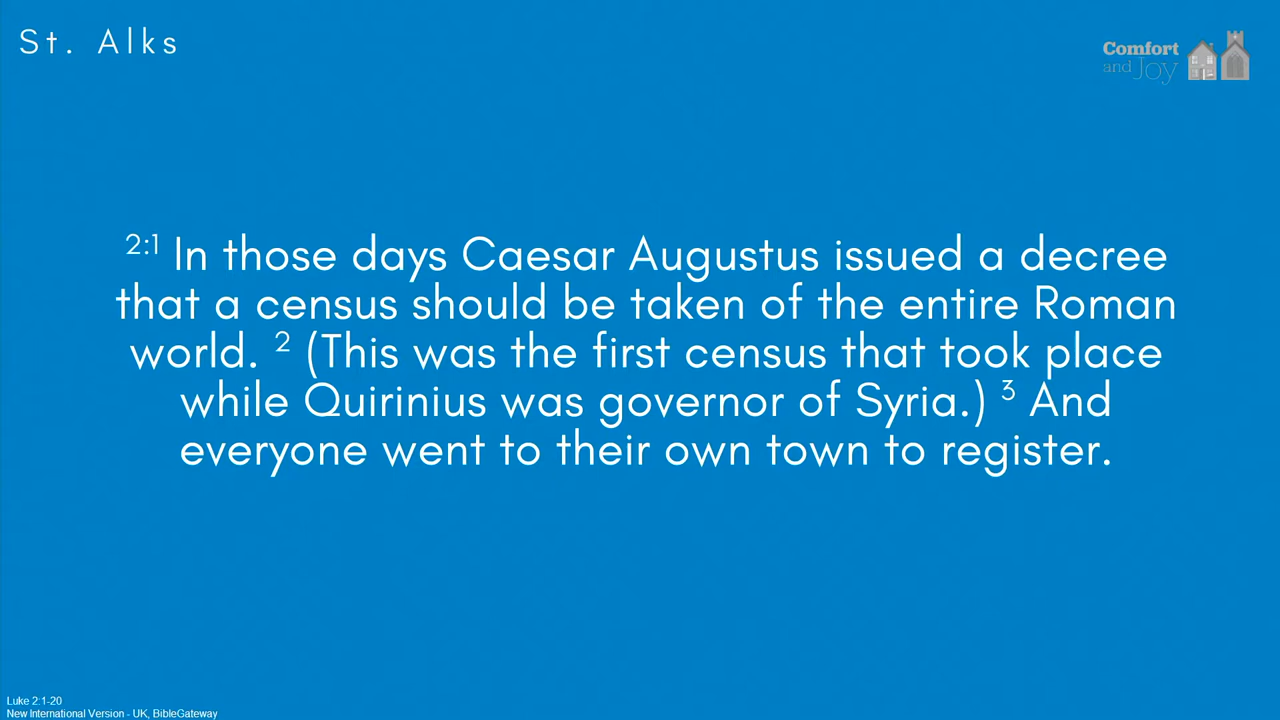 St. Alks
Comfort
and Joy
2:1 In those days Caesar Augustus issued a decree
that a census should be taken of the entire Roman
world. 2 (This was the first census that took place
while Quirinius was governor of Syria.) 3 And
everyone went to their own town to register.
Luke 2:1-20
New International Version - UK, BibleGateway